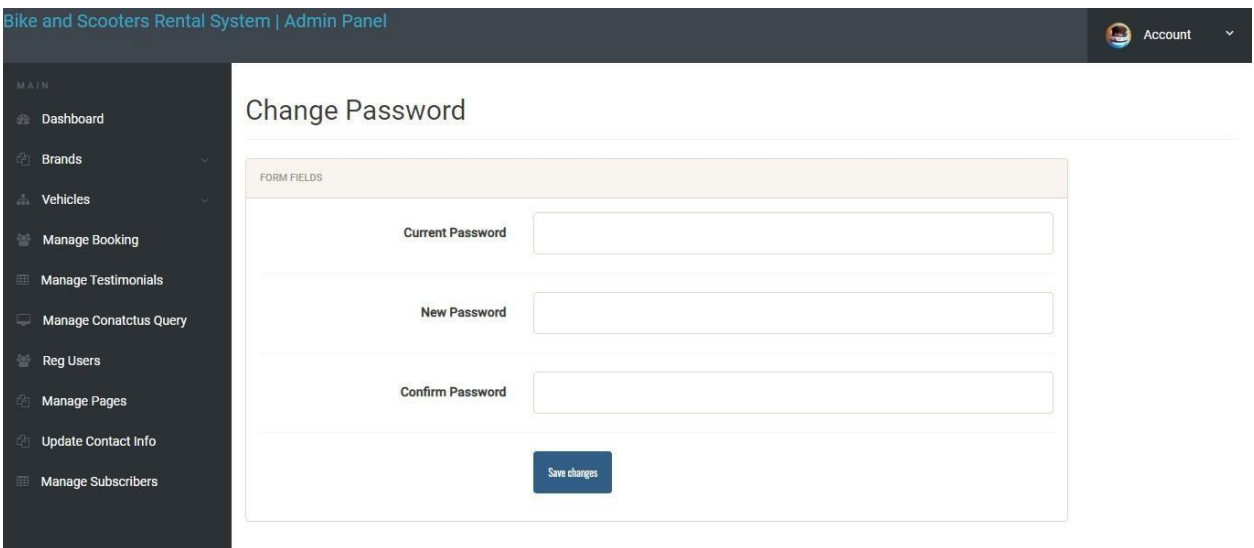 Bike and Scooters Rental System | Admin Panel
Account
MAIN
Dashboard
Brands
Vehicles
Manage Booking
Manage Testimonials
Manage Conatctus Query
Reg Users
Manage Pages
Update Contact Info
Manage Subscribers
Change Password
FORM FIELDS
Current Password
New Password
Confirm Password
Save changes